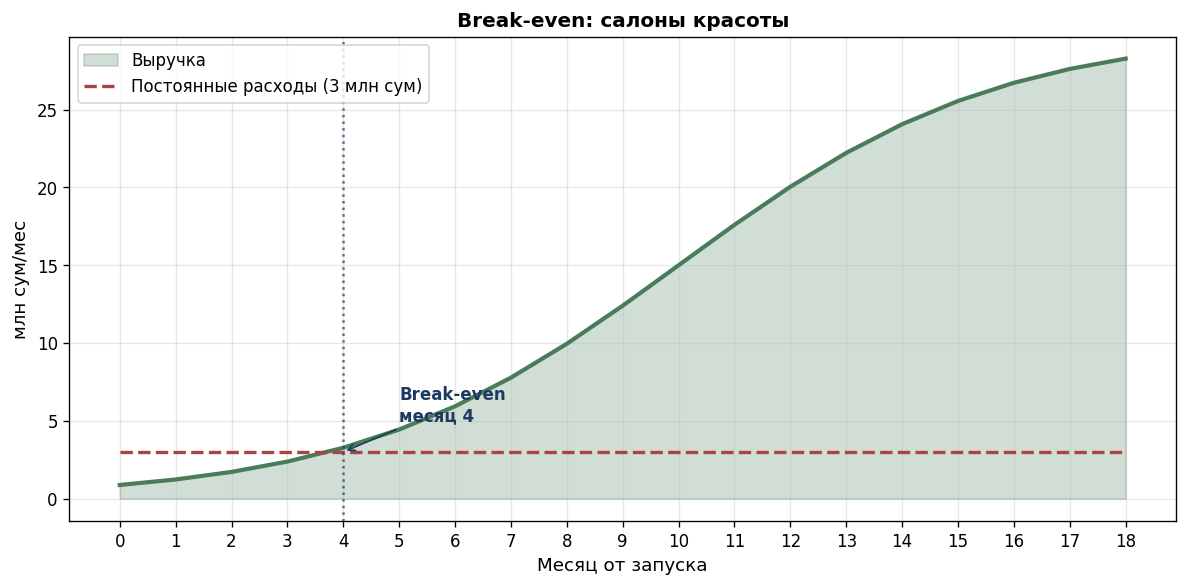 Break-even: салоны красоты
Выручка
Постоянные расходы (3 млн сум)
млн сум/мес
25
20
15
10
5
0
Break-even
месяц 4
0 1 2 3 4 5 6 7 8 9 10 11 12 13 14 15 16 17 18
Месяц от запуска